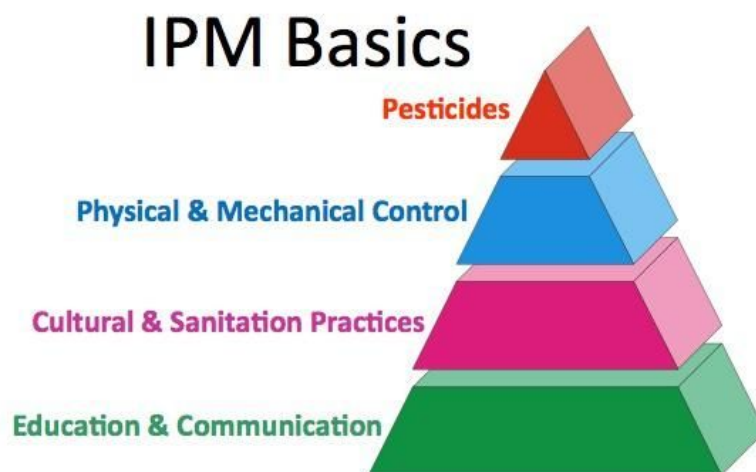 IPM Basics
Pesticides
Physical & Mechanical Control
Cultural & Sanitation Practices
Education & Communication